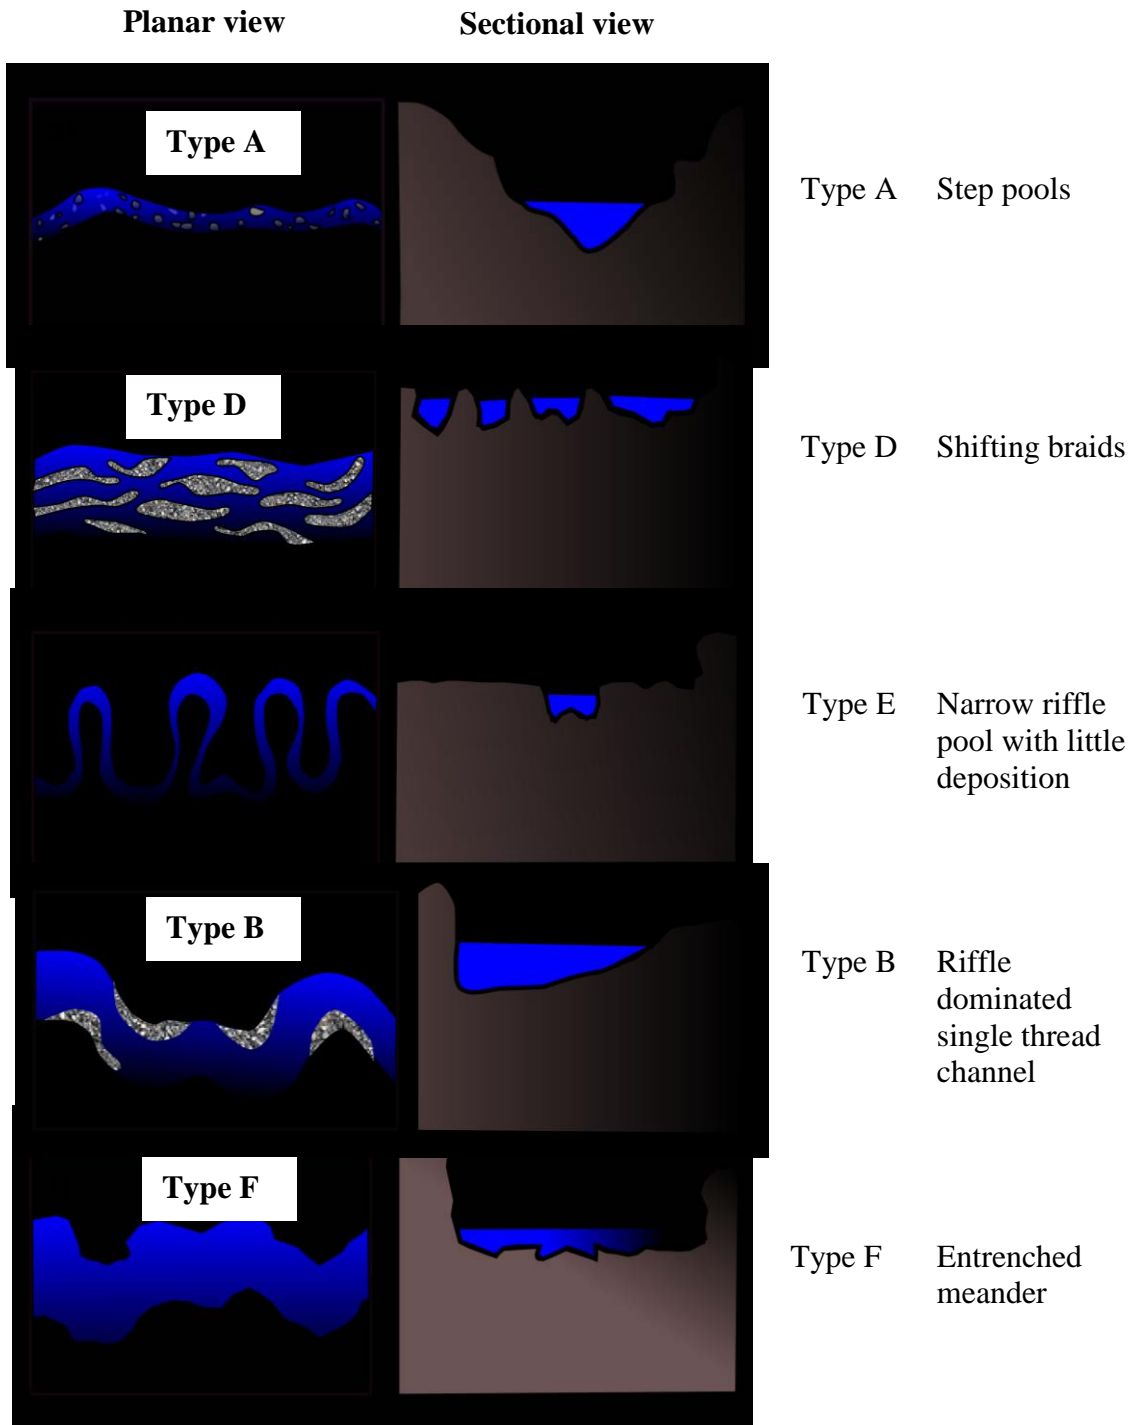 Planar view Sectional view
Type A
Type A Step pools
Type D
Type D Shifting braids
Type E Narrow riffle
pool with little
deposition
Type B
Type B Riffle
dominated
single thread
channel
Type F
Type F Entrenched
meander